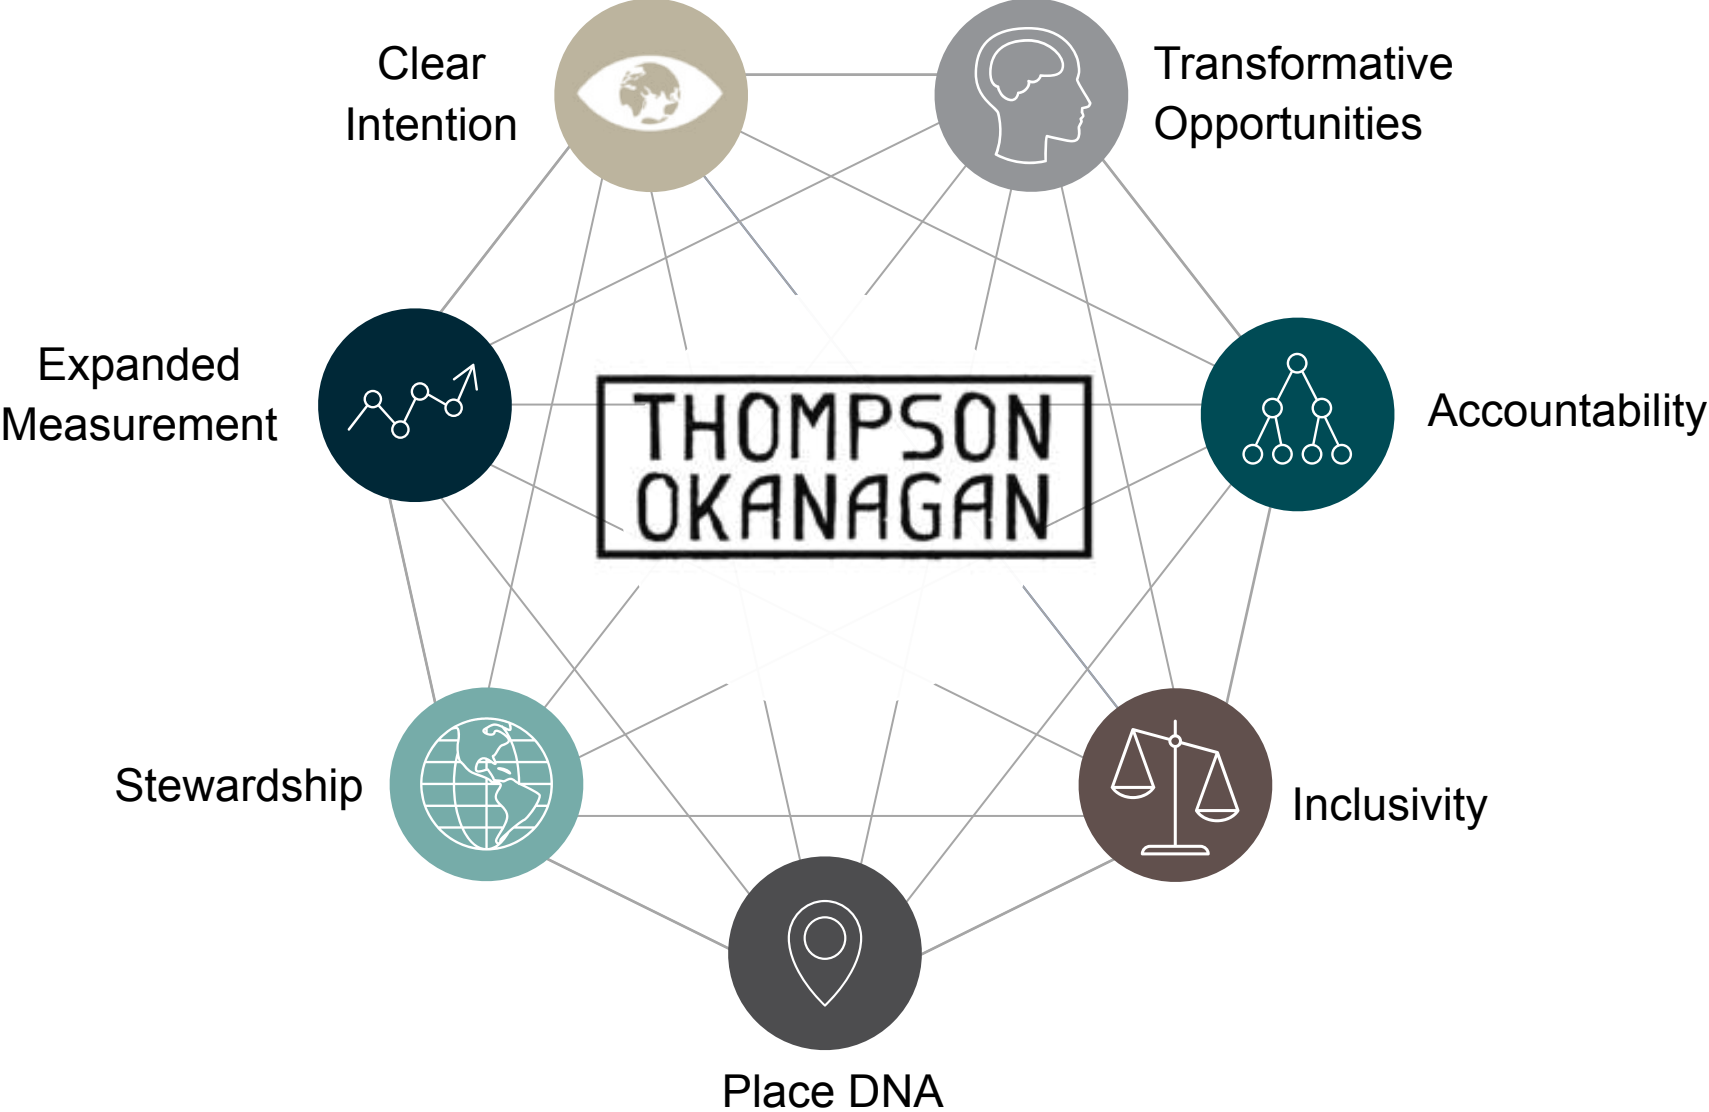 Clear
Intention
Transformative
Opportunities
Expanded
Measurement
THOMPSON
OKANAGAN
Accountability
Stewardship
Inclusivity
Place DNA